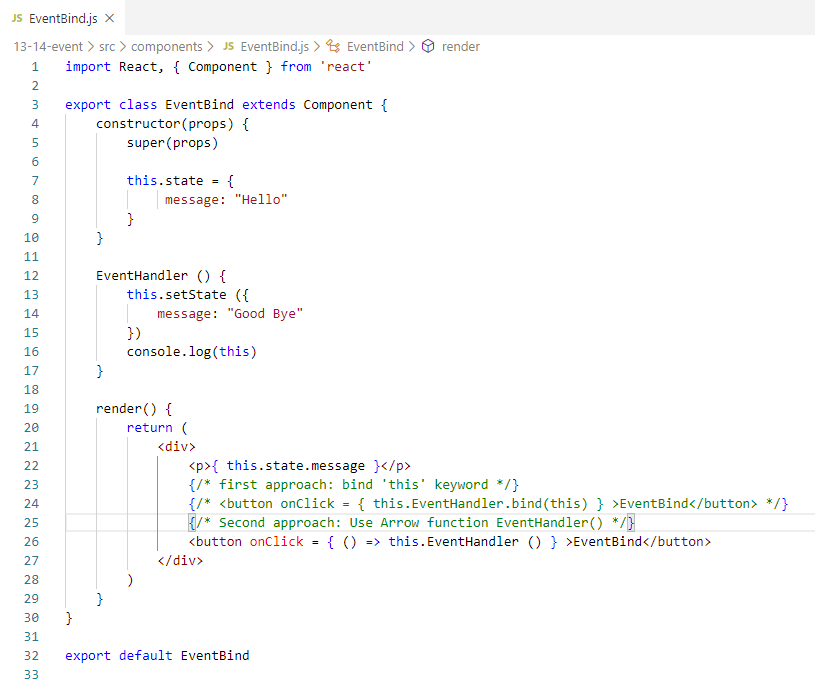 JS EventBind.js ×
13-14-event > src > components > JS EventBind.js > EventBind > render
1 import React, { Component } from 'react'
2
3 export class EventBind extends Component {
4     constructor(props) {
5         super(props)
6
7         this.state = {
8              message: "Hello"
9         }
10     }
11
12     EventHandler () {
13         this.setState ({
14             message: "Good Bye"
15         })
16         console.log(this)
17     }
18
19     render() {
20         return (
21             <div>
22                 <p>{ this.state.message }</p>
23                 {/* first approach: bind 'this' keyword */}
24                 {/* <button onClick = { this.EventHandler.bind(this) } >EventBind</button> */}
25                 {/* Second approach: Use Arrow function EventHandler() */}
26                 <button onClick = { () => this.EventHandler () } >EventBind</button>
27             </div>
28         )
29     }
30 }
31
32 export default EventBind
33